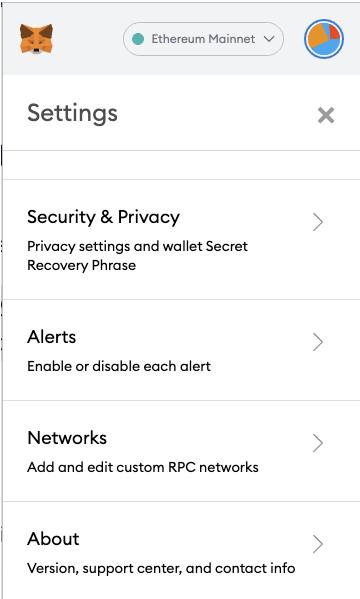 Ethereum Mainnet
Settings
Security & Privacy
Privacy settings and wallet Secret
Recovery Phrase
Alerts
Enable or disable each alert
Networks
Add and edit custom RPC networks
About
Version, support center, and contact info